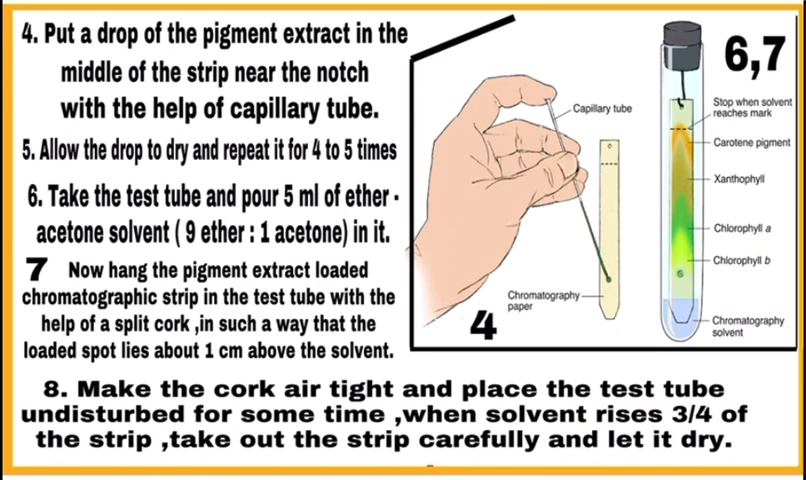 4. Put a drop of the pigment extract in the
middle of the strip near the notch
with the help of capillary tube.
5. Allow the drop to dry and repeat it for 4 to 5 times
6. Take the test tube and pour 5 ml of ether -
acetone solvent ( 9 ether : 1 acetone) in it.
7 Now hang the pigment extract loaded
chromatographic strip in the test tube with the
help of a split cork ,in such a way that the
loaded spot lies about 1 cm above the solvent.
Capillary tube
Chromatography
paper
4
6,7
Stop when solvent
reaches mark
Carotene pigment
Xanthophyll
Chlorophyll a
Chlorophyll b
Chromatography
solvent
8. Make the cork air tight and place the test tube
undisturbed for some time ,when solvent rises 3/4 of
the strip ,take out the strip carefully and let it dry.